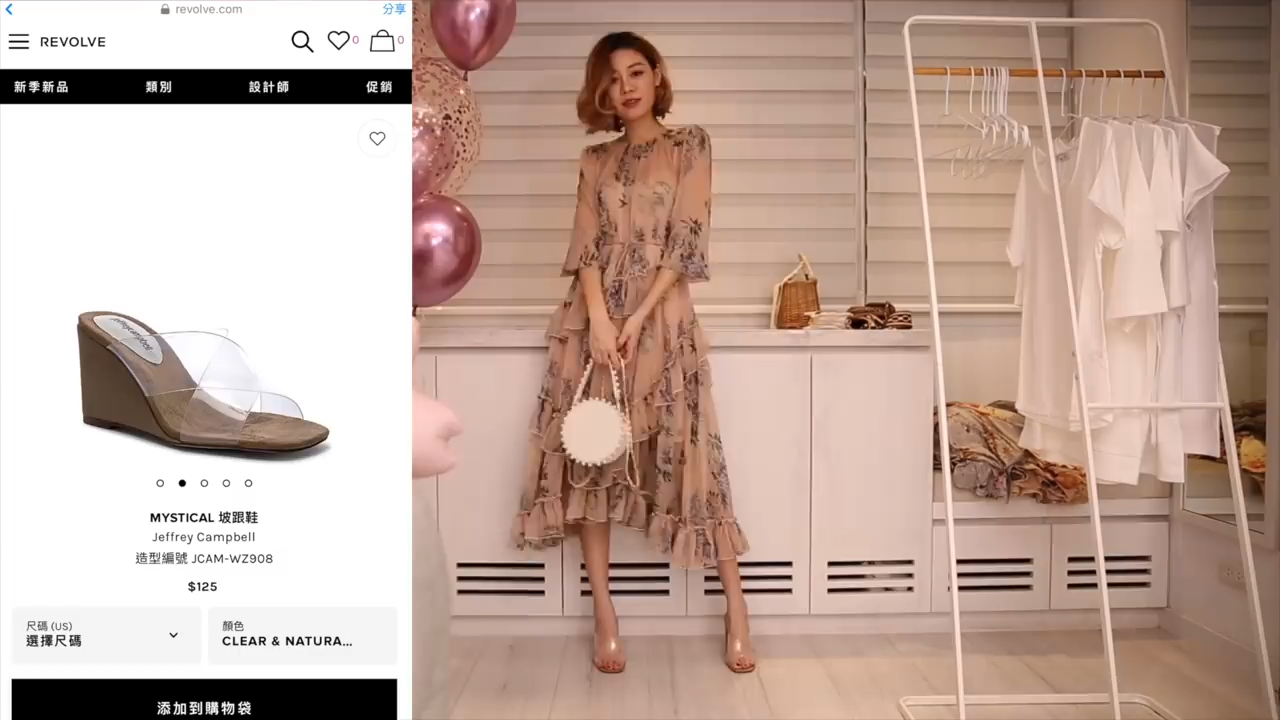 revolve.com
分享
REVOLVE
0
0
新季新品
類別
設計師
促銷
MYSTICAL 坡跟鞋
Jeffrey Campbell
造型編號 JCAM-WZ908
$125
尺碼 (US)
選擇尺碼
顏色
CLEAR & NATURA...
添加到購物袋